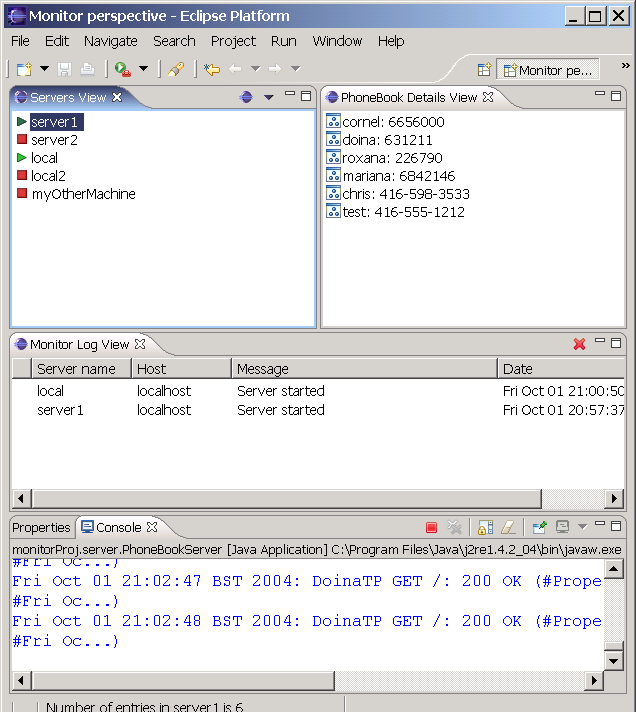 Monitor perspective - Eclipse Platform
File Edit Navigate Search Project Run Window Help
Monitor pe...
Servers View
server1
server2
local
local2
myOtherMachine
PhoneBook Details View
cornel: 6656000
doina: 631211
roxana: 226790
mariana: 6842146
chris: 416-598-3533
test: 416-555-1212
Monitor Log View
Server name Host Message Date
local localhost Server started Fri Oct 01 21:00:50
server1 localhost Server started Fri Oct 01 20:57:37
Properties Console
monitorProj.server.PhoneBookServer [Java Application] C:\Program Files\Java\j2re1.4.2_04\bin\javaw.exe
#Fri Oc...)
Fri Oct 01 21:02:47 BST 2004: DoinaTP GET /: 200 OK (#Prope
#Fri Oc...)
Fri Oct 01 21:02:48 BST 2004: DoinaTP GET /: 200 OK (#Prope
#Fri Oc...)
Number of entries in server1 is 6